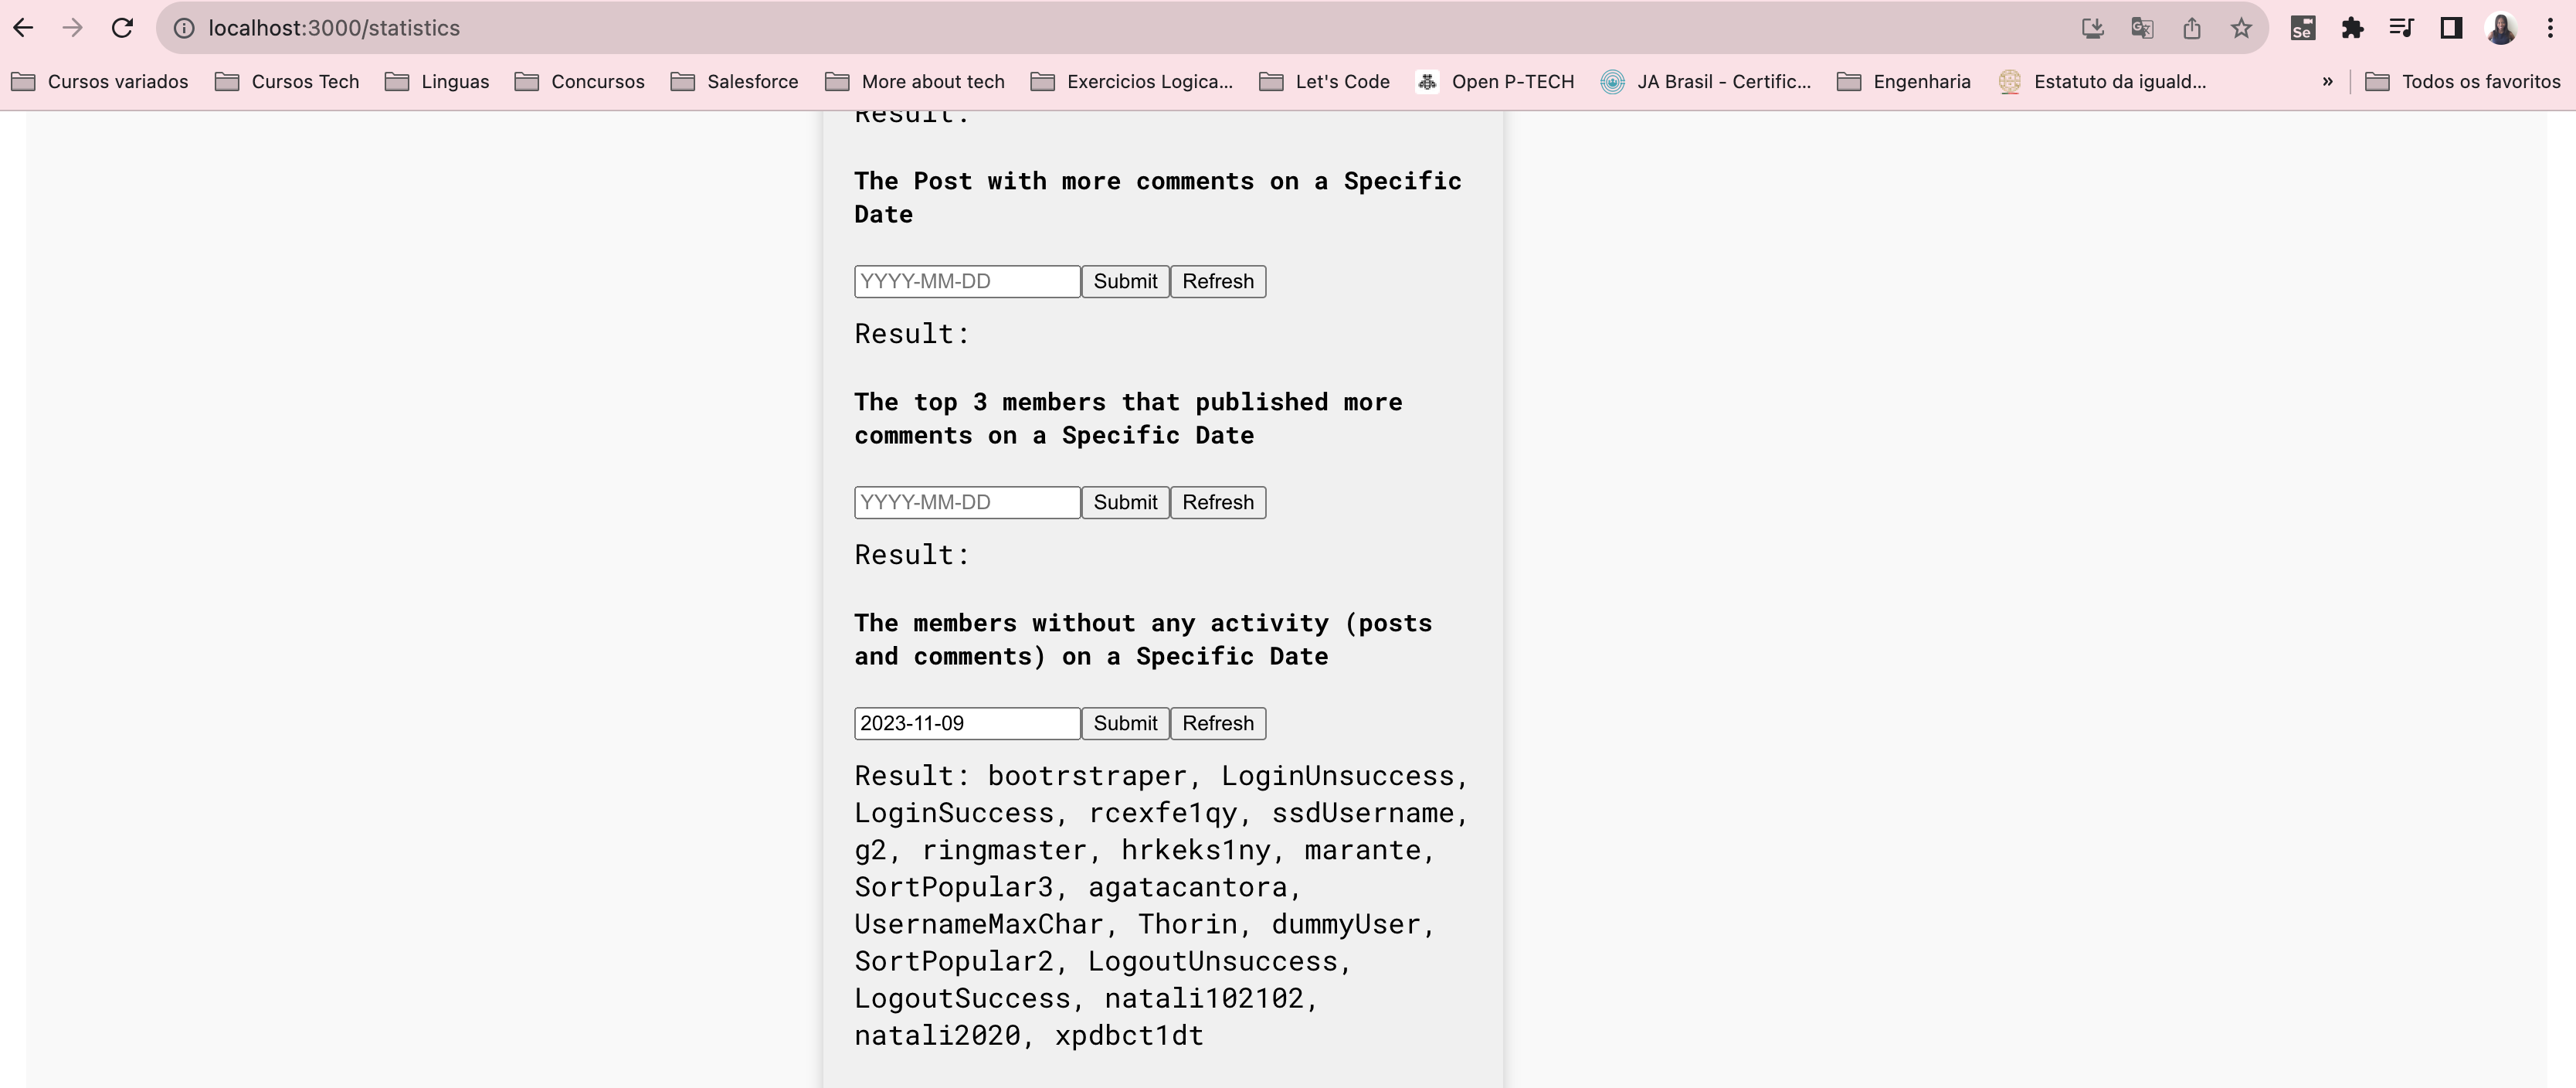 localhost:3000/statistics
Se
Cursos variados Cursos Tech Linguas Concursos Salesforce More about tech Exercicios Logica... Let's Code Open P-TECH JA Brasil - Certific... Engenharia Estatuto da iguald... » Todos os favoritos
Result:
The Post with more comments on a Specific
Date
YYYY-MM-DD Submit Refresh
Result:
The top 3 members that published more
comments on a Specific Date
YYYY-MM-DD Submit Refresh
Result:
The members without any activity (posts
and comments) on a Specific Date
2023-11-09 Submit Refresh
Result: bootrstraper, LoginUnsuccess,
LoginSuccess, rcexfe1qy, ssdUsername,
g2, ringmaster, hrkeks1ny, marante,
SortPopular3, agatacantora,
UsernameMaxChar, Thorin, dummyUser,
SortPopular2, LogoutUnsuccess,
LogoutSuccess, natali102102,
natali2020, xpdbct1dt